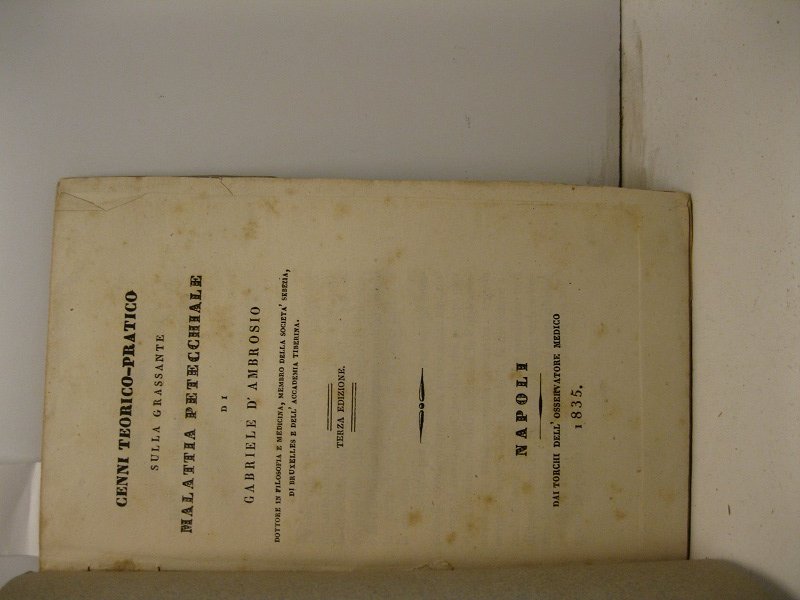 CENNI TEORICO-PRATICO
SULLA GRASSANTE
MALATTIA PETECCHIALE
DI
GABRIELE D' AMBROSIO
DOTTORE IN FILOSOFIA E MEDICINA, MEMBRO DELLA SOCIETA' SEBEZIA,
DI BRUXELLES E DELL' ACCADEMIA TIBERINA.
TERZA EDIZIONE.
NAPOLI
DAI TORCHI DELL' OSSERVATORE MEDICO
1835.